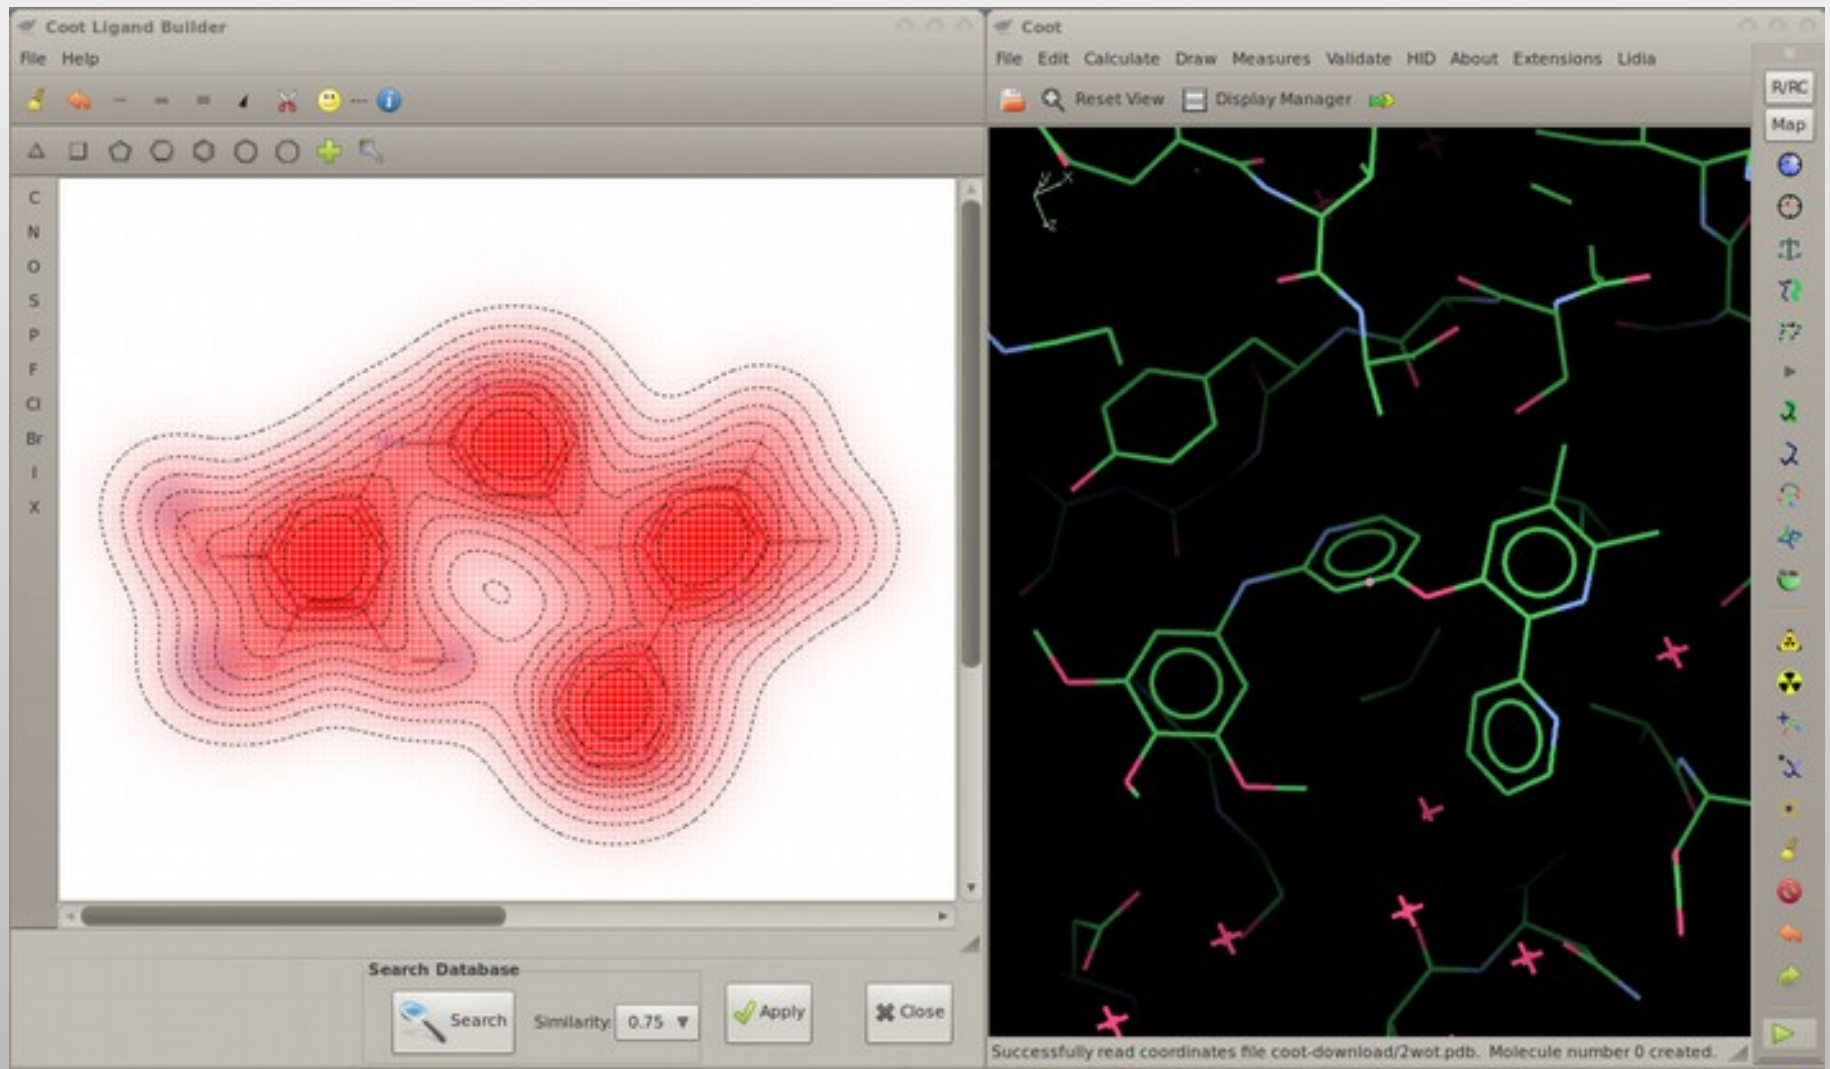 Coot Ligand Builder
File Help
C
N
O
S
P
F
Cl
Br
I
X
Search Database
Search
Similarity: 0.75
Apply
Close
Coot
File Edit Calculate Draw Measures Validate HID About Extensions Lidia
Reset View Display Manager
R/RC
Map
Successfully read coordinates file coot-download/2wot.pdb. Molecule number 0 created.